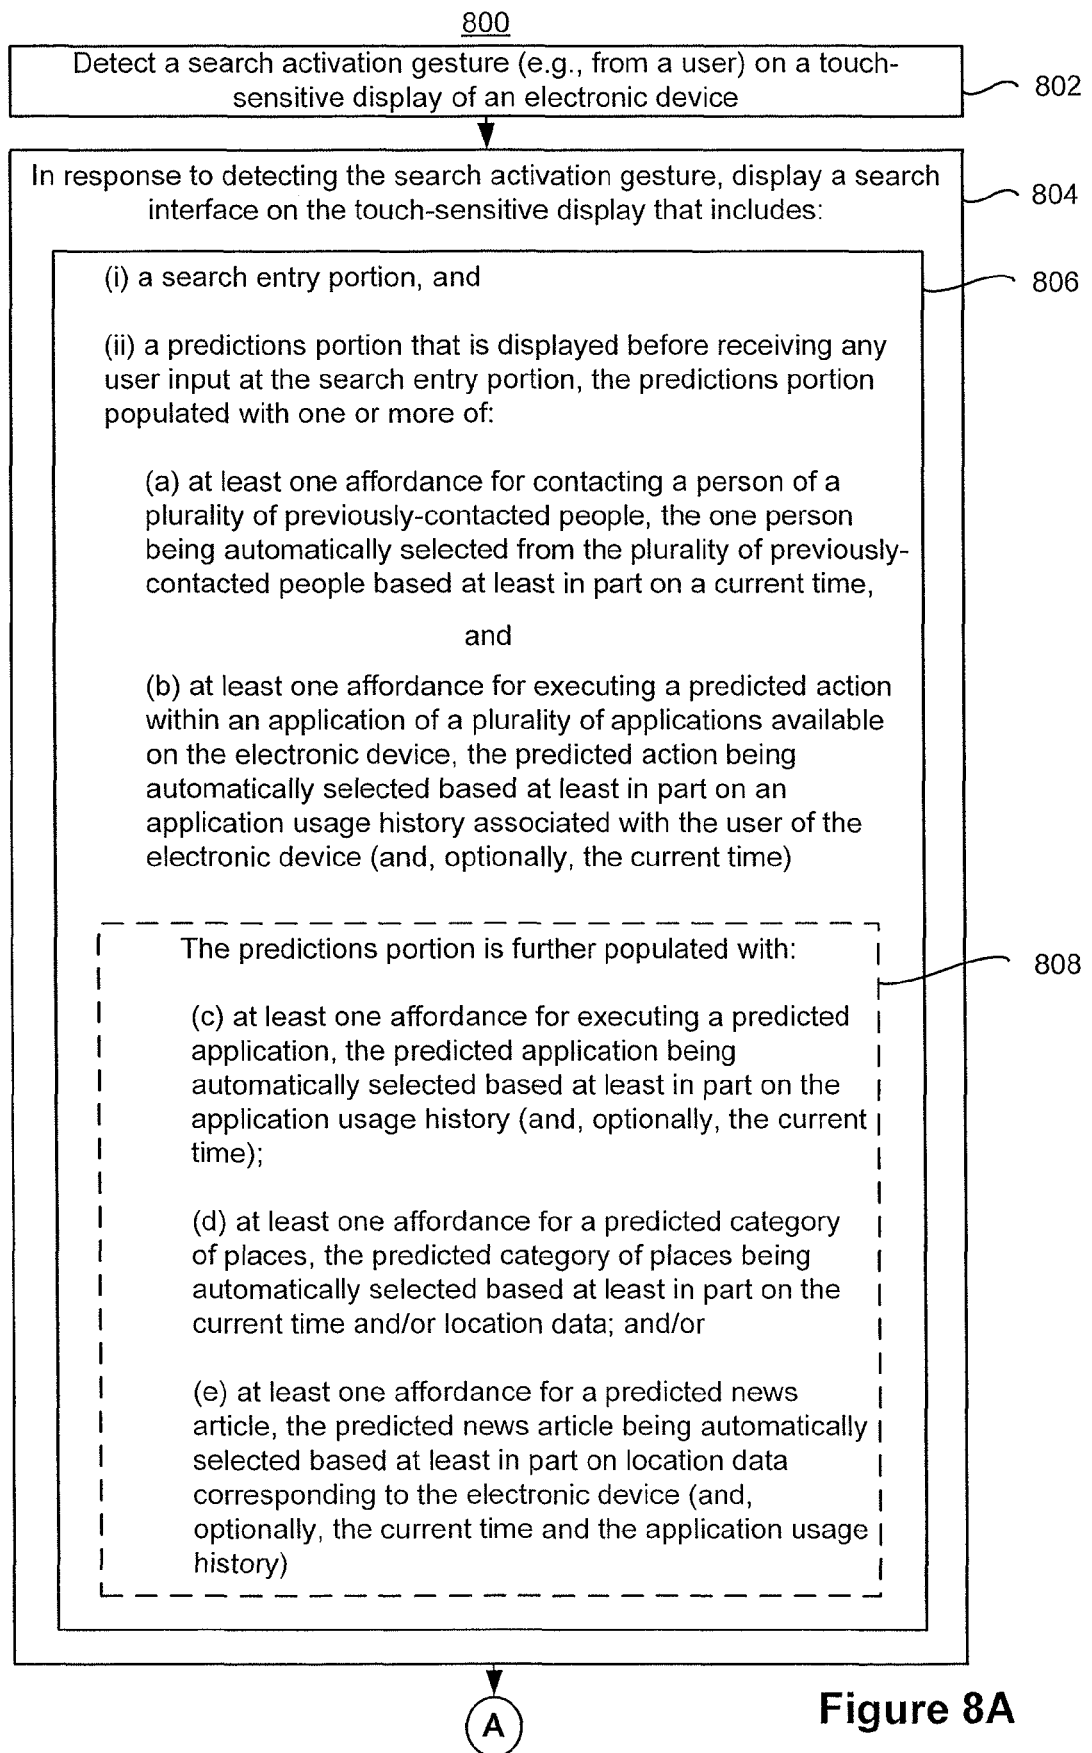 800
Detect a search activation gesture (e.g., from a user) on a touch-
sensitive display of an electronic device
802
In response to detecting the search activation gesture, display a search
interface on the touch-sensitive display that includes:
804
(i) a search entry portion, and
806
(ii) a predictions portion that is displayed before receiving any
user input at the search entry portion, the predictions portion
populated with one or more of:
(a) at least one affordance for contacting a person of a
plurality of previously-contacted people, the one person
being automatically selected from the plurality of previously-
contacted people based at least in part on a current time,
and
(b) at least one affordance for executing a predicted action
within an application of a plurality of applications available
on the electronic device, the predicted action being
automatically selected based at least in part on an
application usage history associated with the user of the
electronic device (and, optionally, the current time)
The predictions portion is further populated with:
808
(c) at least one affordance for executing a predicted
application, the predicted application being
automatically selected based at least in part on the
application usage history (and, optionally, the current
time);
(d) at least one affordance for a predicted category
of places, the predicted category of places being
automatically selected based at least in part on the
current time and/or location data; and/or
(e) at least one affordance for a predicted news
article, the predicted news article being automatically
selected based at least in part on location data
corresponding to the electronic device (and,
optionally, the current time and the application usage
history)
A
Figure 8A